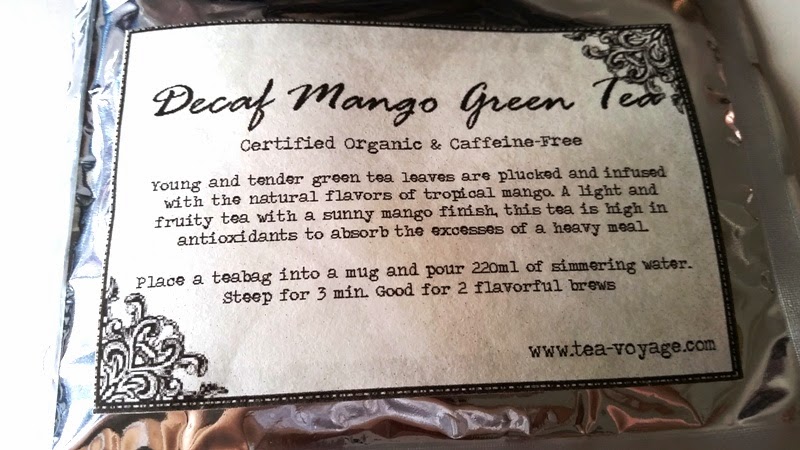 Decaf Mango Green Tea
Certified Organic & Caffeine-Free
Young and tender green tea leaves are plucked and infused
with the natural flavors of tropical mango. A light and
fruity tea with a sunny mango finish, this tea is high in
antioxidants to absorb the excesses of a heavy meal.
Place a teabag into a mug and pour 220ml of simmering water.
Steep for 3 min. Good for 2 flavorful brews
www.tea-voyage.com